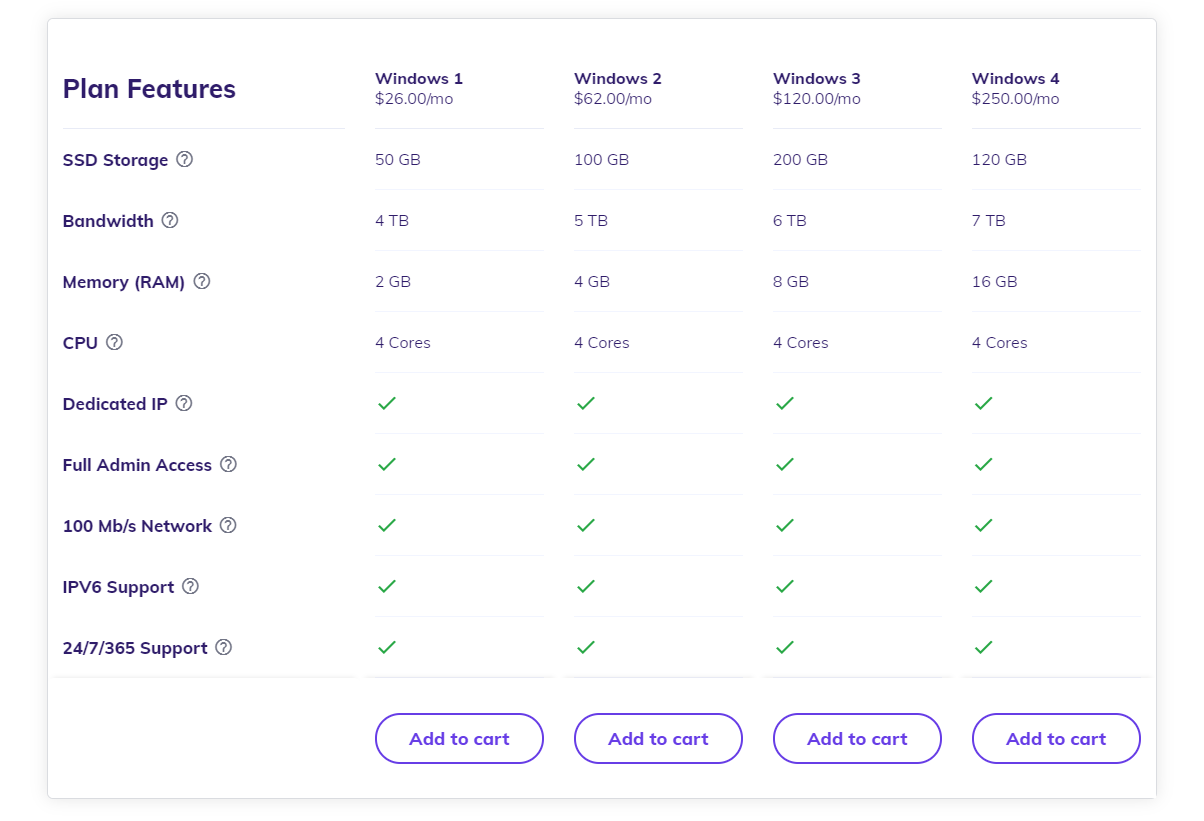 Plan Features
Windows 1 Windows 2 Windows 3 Windows 4
$26.00/mo $62.00/mo $120.00/mo $250.00/mo
SSD Storage ? 50 GB 100 GB 200 GB 120 GB
Bandwidth ? 4 TB 5 TB 6 TB 7 TB
Memory (RAM) ? 2 GB 4 GB 8 GB 16 GB
CPU ? 4 Cores 4 Cores 4 Cores 4 Cores
Dedicated IP ?
Full Admin Access ?
100 Mb/s Network ?
IPV6 Support ?
24/7/365 Support ?
Add to cart Add to cart Add to cart Add to cart